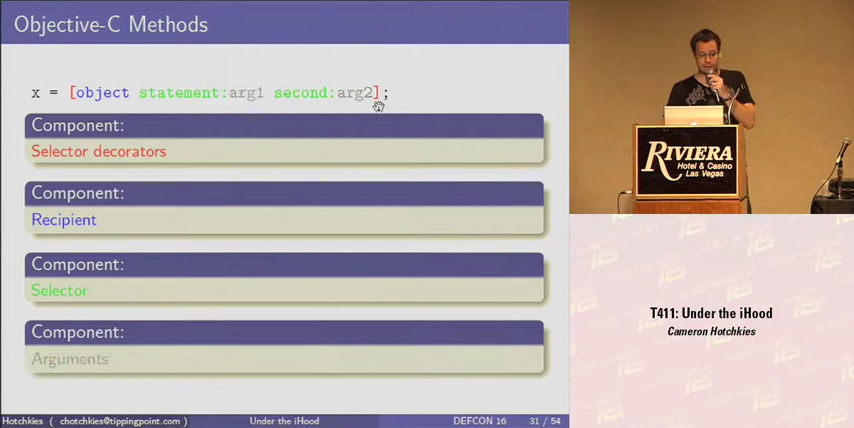 Objective-C Methods
x = [object statement:arg1 second:arg2];
Component:
Selector decorators
Component:
Recipient
Component:
Selector
Component:
Arguments
Hotchkies ( chotchkies@tippingpoint.com ) Under the iHood DEFCON 16 31 / 54
RIVIERA
Hotel & Casino
Las Vegas
T411: Under the iHood
Cameron Hotchkies